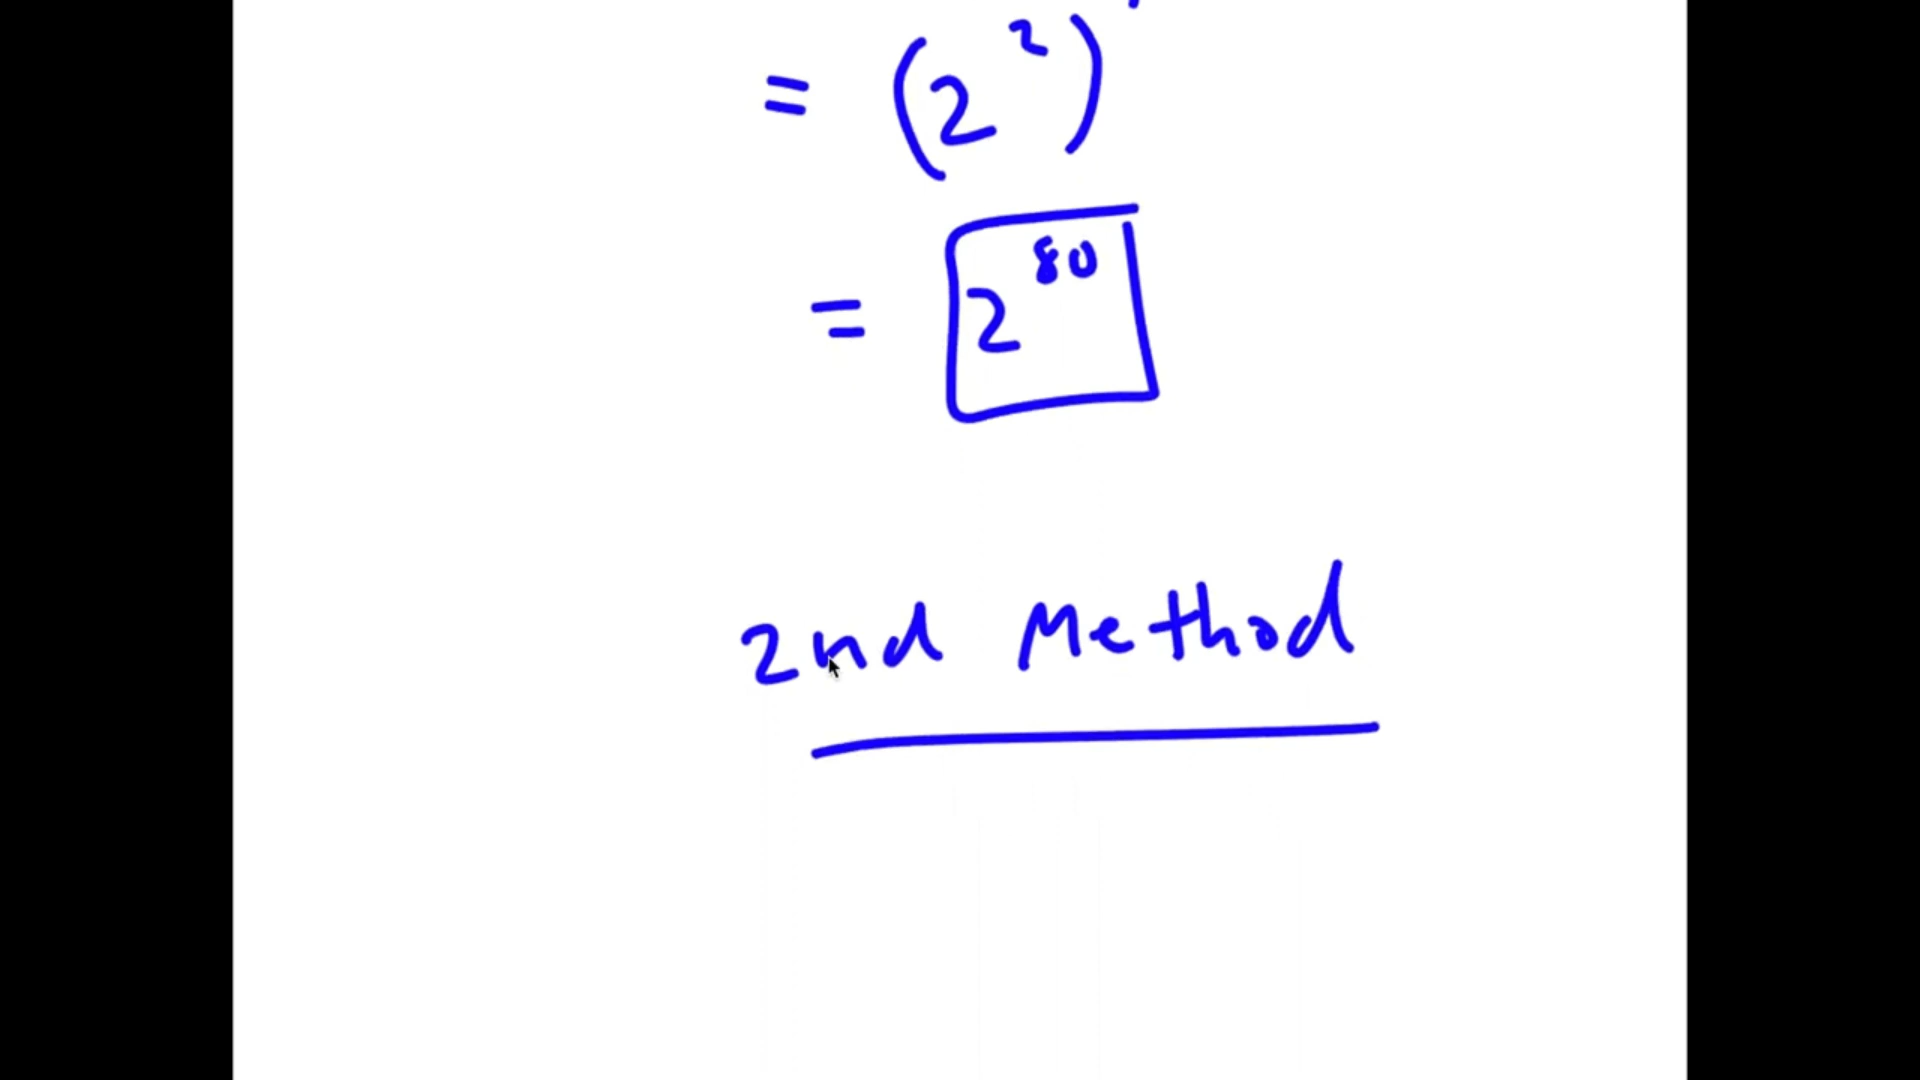 = (2²)
= 2⁸⁰
2nd Method